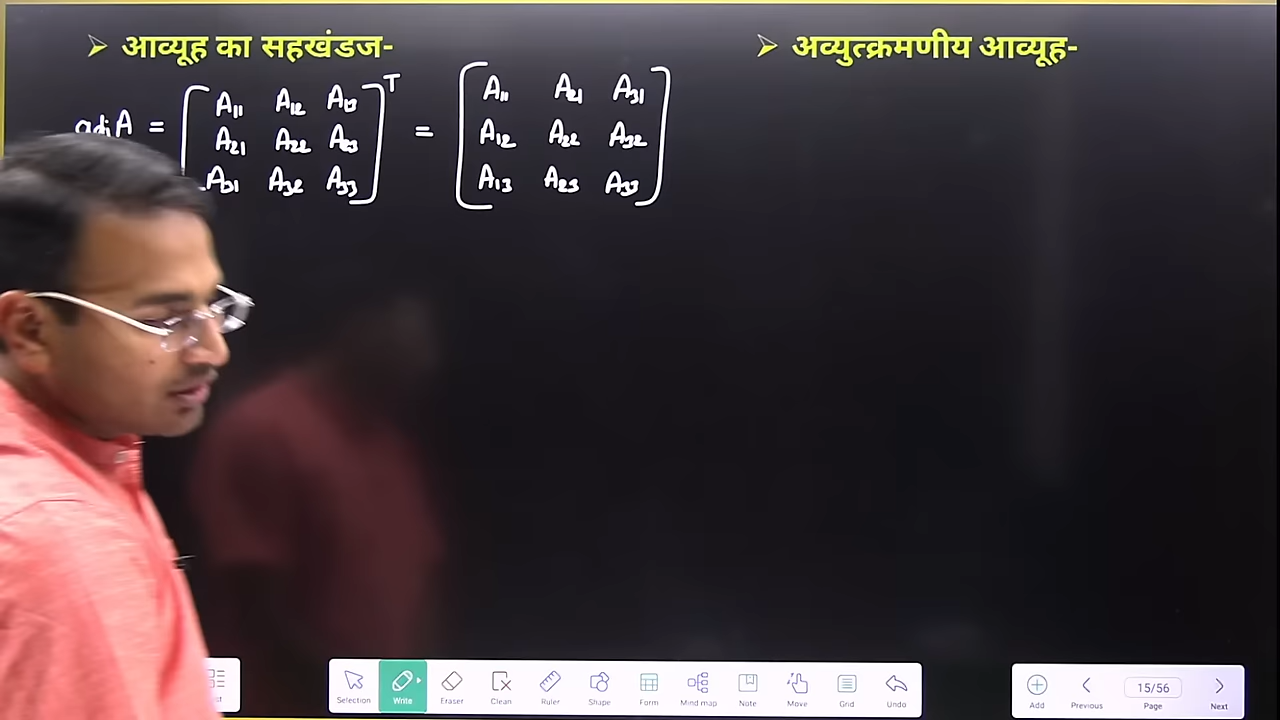 ➢ आव्यूह का सहखंडज-
➢ अव्युत्क्रमणीय आव्यूह-
adj A = [ A₁₁ A₁₂ A₁₃ ]ᵀ = [ A₁₁ A₂₁ A₃₁ ]
A₂₁ A₂₂ A₂₃ A₁₂ A₂₂ A₃₂
A₃₁ A₃₂ A₃₃ A₁₃ A₂₃ A₃₃
Selection Write Eraser Clean Ruler Shape Form Mind map Note Move Grid Undo
15/56
Add Previous Page Next